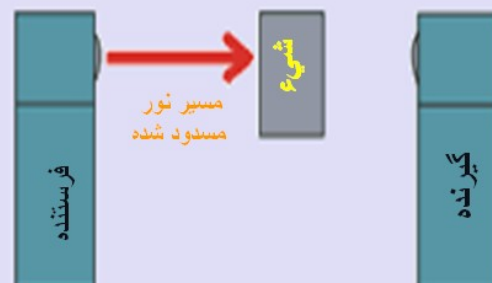 شیء
مسیر نور
مسدود شده
فرستنده
گیرنده